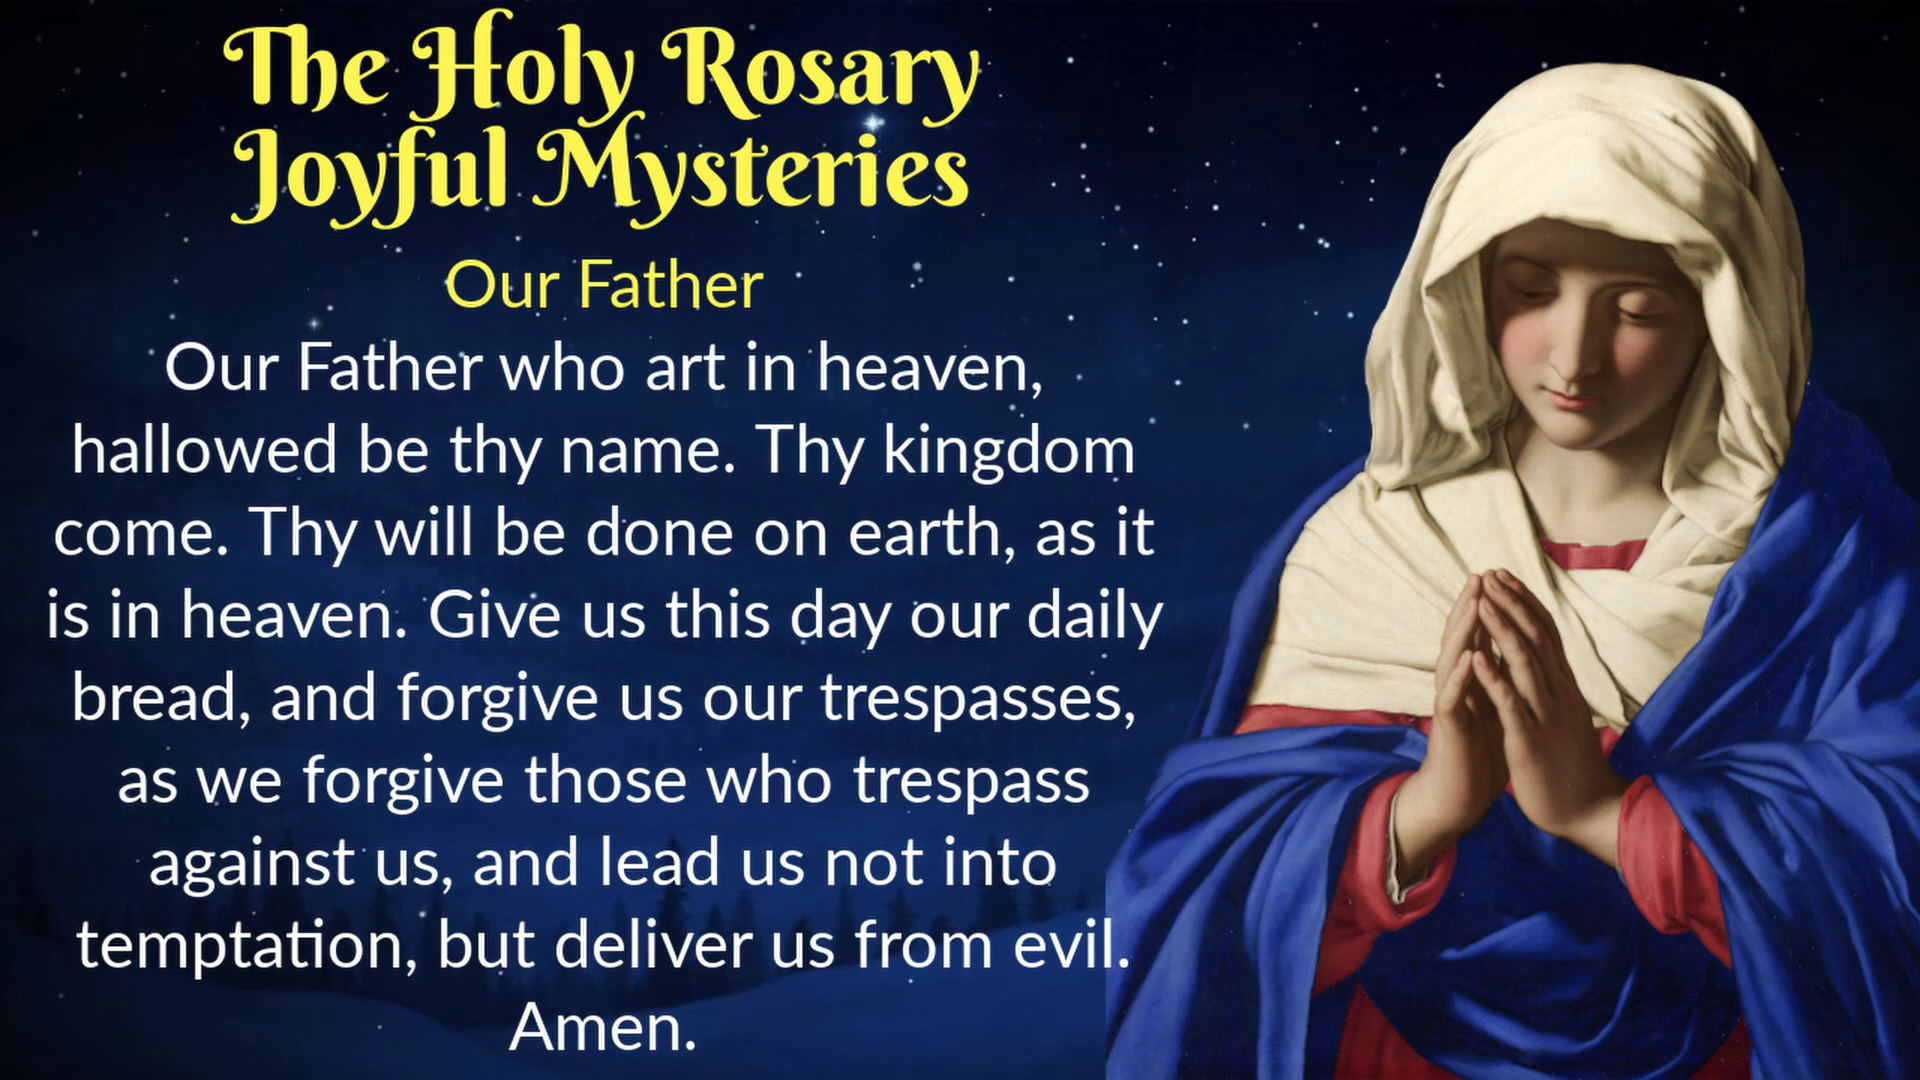 The Holy Rosary
Joyful Mysteries
Our Father
Our Father who art in heaven,
hallowed be thy name. Thy kingdom
come. Thy will be done on earth, as it
is in heaven. Give us this day our daily
bread, and forgive us our trespasses,
as we forgive those who trespass
against us, and lead us not into
temptation, but deliver us from evil.
Amen.